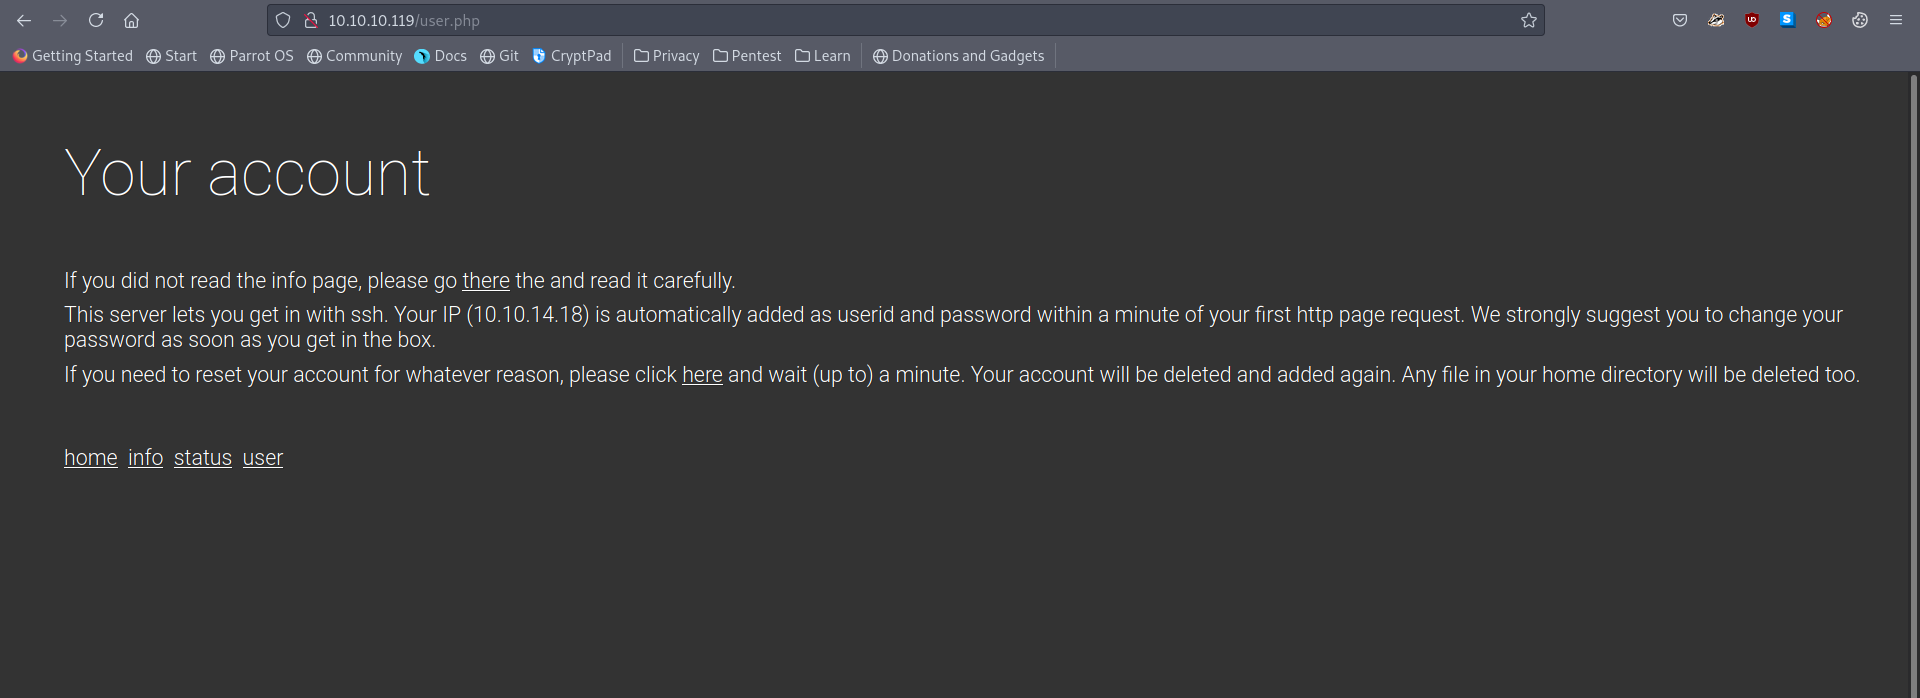 10.10.10.119/user.php
Getting Started Start Parrot OS Community Docs Git CryptPad Privacy Pentest Learn Donations and Gadgets
Your account
If you did not read the info page, please go there the and read it carefully.
This server lets you get in with ssh. Your IP (10.10.14.18) is automatically added as userid and password within a minute of your first http page request. We strongly suggest you to change your
password as soon as you get in the box.
If you need to reset your account for whatever reason, please click here and wait (up to) a minute. Your account will be deleted and added again. Any file in your home directory will be deleted too.
home info status user